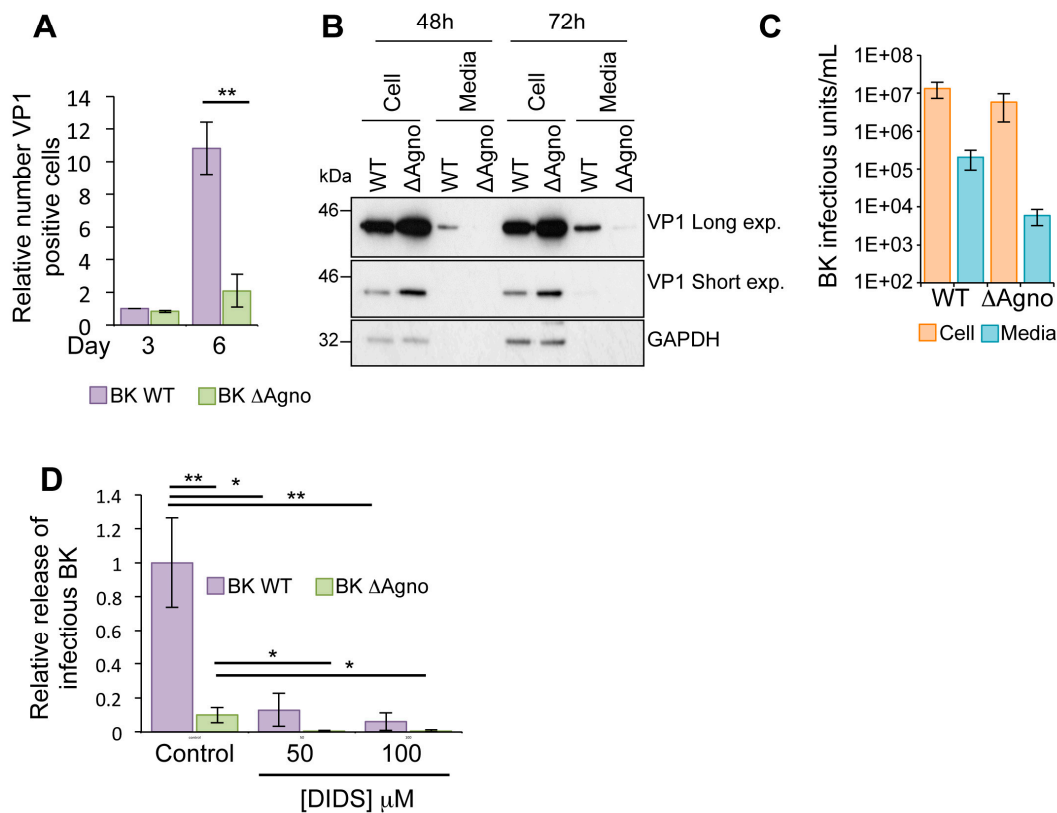 A
Relative number VP1
positive cells
14
12
10
8
6
4
2
0
**
Day 3 6
BK WT BK ΔAgno
B
48h 72h
Cell Media Cell Media
WT ΔAgno WT ΔAgno WT ΔAgno WT ΔAgno
kDa
46
VP1 Long exp.
46
VP1 Short exp.
32
GAPDH
C
BK infectious units/mL
1E+08
1E+07
1E+06
1E+05
1E+04
1E+03
1E+02
WT ΔAgno
Cell Media
D
Relative release of
infectious BK
1.4
1.2
1
0.8
0.6
0.4
0.2
0
** *
**
BK WT BK ΔAgno
*
*
control 50 100
Control 50 100
[DIDS] μM